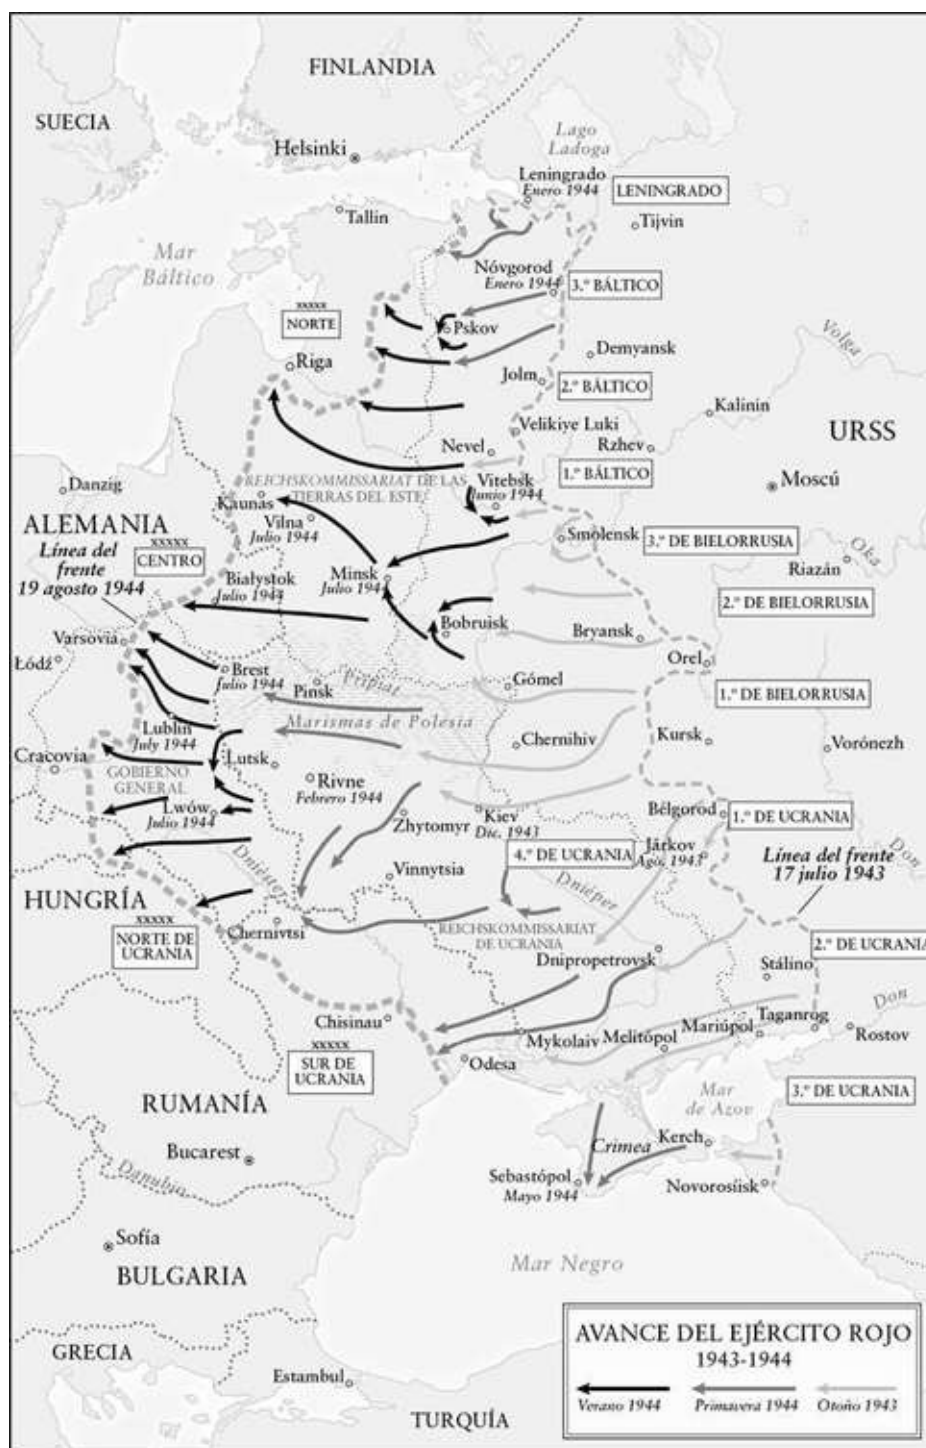 FINLANDIA
SUECIA
Helsinki
Lago
Ladoga
Leningrado
Enero 1944
LENINGRADO
Tallin
Tijvin
Mar
Báltico
Nóvgorod
Enero 1944
3.º BÁLTICO
xxxxx
NORTE
Pskov
Riga
Demyansk
Volga
Jolm
2.º BÁLTICO
Kalinin
Velikiye Luki
URSS
Nevel
Rzhev
1.º BÁLTICO
Moscú
Danzig
REICHSKOMMISSARIAT DE LAS
TIERRAS DEL ESTE
Vitebsk
Junio 1944
Kaunas
ALEMANIA
Vilna
Julio 1944
Smolensk
3.º DE BIELORRUSIA
Oka
Riazán
Línea del
frente
19 agosto 1944
xxxxx
CENTRO
Białystok
Julio 1944
Minsk
Julio 1944
2.º DE BIELORRUSIA
Varsovia
Bobruisk
Bryansk
Łódź
Brest
Julio 1944
Pinsk
Pripiat
Gómel
Orel
1.º DE BIELORRUSIA
Lublin
July 1944
Marismas de Polesia
Chernihiv
Kursk
Vorónezh
Cracovia
GOBIERNO
GENERAL
Lutsk
Rivne
Febrero 1944
Lwów
Julio 1944
Zhytomyr
Kiev
Dic. 1943
Bélgorod
1.º DE UCRANIA
4.º DE UCRANIA
Járkov
Ago. 1943
Línea del frente
17 julio 1943
Don
Dniéster
Vinnytsia
Dniéper
HUNGRÍA
xxxxx
NORTE DE
UCRANIA
Chernivtsi
REICHSKOMMISSARIAT
DE UCRANIA
2.º DE UCRANIA
Dnipropetrovsk
Stálino
Don
Chisinau
Taganrog
Mykolaiv
Melitópol
Mariúpol
Rostov
xxxxx
SUR DE
UCRANIA
Odesa
RUMANÍA
Mar
de Azov
3.º DE UCRANIA
Bucarest
Crimea
Kerch
Danubio
Sebastópol
Mayo 1944
Novorosíisk
Sofía
BULGARIA
Mar Negro
GRECIA
Estambul
TURQUÍA
AVANCE DEL EJÉRCITO ROJO
1943-1944
Verano 1944
Primavera 1944
Otoño 1943